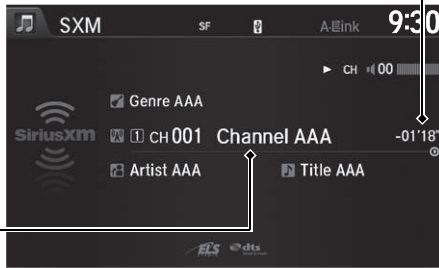 SXM SF A-Link 9:30
CH 00
Genre AAA
SiriusXm 1 CH 001 Channel AAA -01'18"
Artist AAA Title AAA
ELS dts